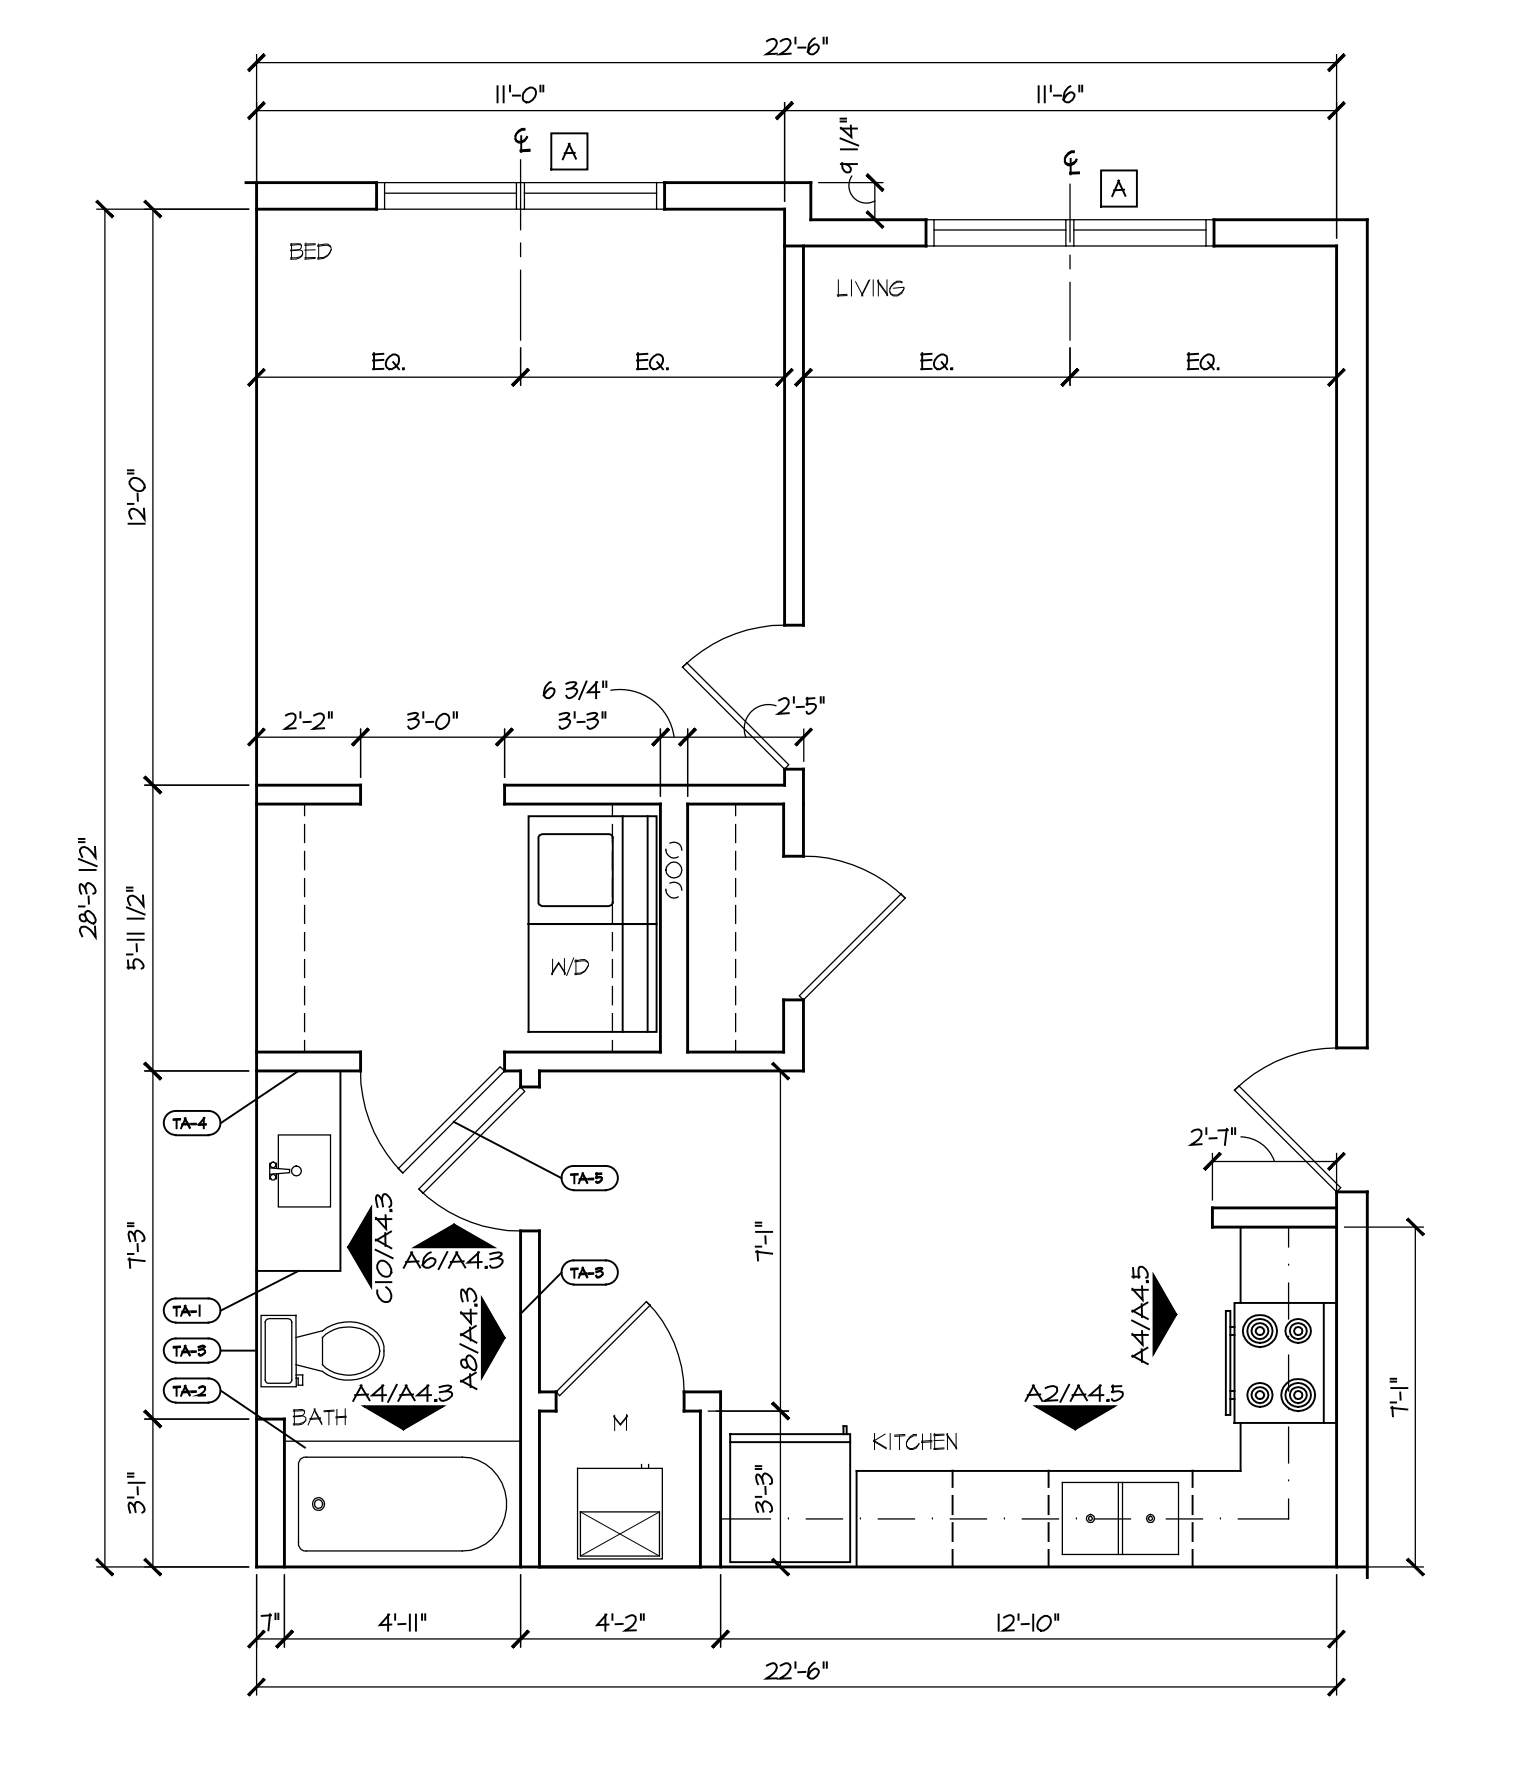 22'-6"
11'-0"
11'-6"
9 1/4"
℄
A
℄
A
BED
LIVING
EQ.
EQ.
EQ.
EQ.
12'-0"
6 3/4"
2'-5"
2'-2"
3'-0"
3'-3"
28'-3 1/2"
5'-11 1/2"
W/D
TA-4
2'-7"
TA-5
7'-3"
C10/A4.3
A6/A4.3
7'-1"
TA-3
A8/A4.3
A4/A4.5
TA-1
TA-3
TA-2
A4/A4.3
A2/A4.5
7'-1"
BATH
M
KITCHEN
3'-1"
3'-3"
7"
4'-11"
4'-2"
12'-10"
22'-6"